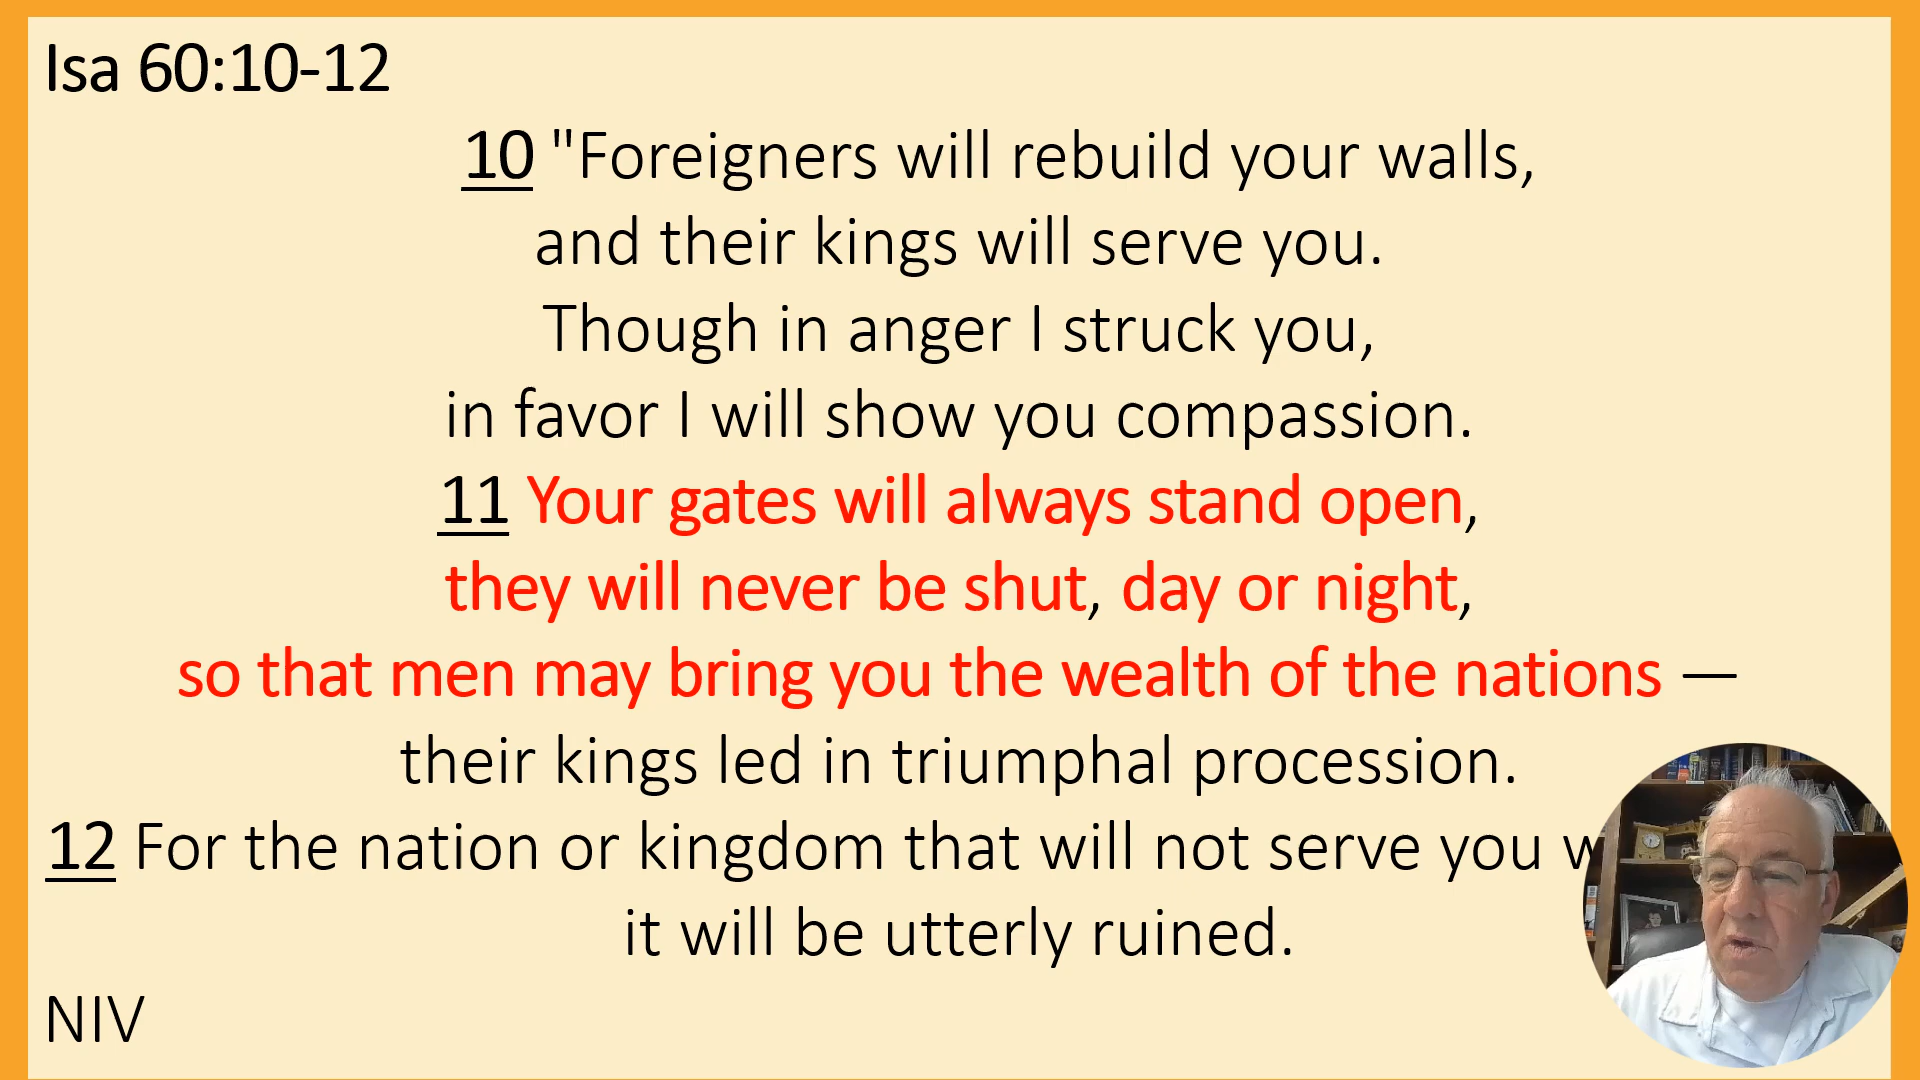 Isa 60:10-12
10 "Foreigners will rebuild your walls,
and their kings will serve you.
Though in anger I struck you,
in favor I will show you compassion.
11 Your gates will always stand open,
they will never be shut, day or night,
so that men may bring you the wealth of the nations —
their kings led in triumphal procession.
12 For the nation or kingdom that will not serve you
it will be utterly ruined.
NIV